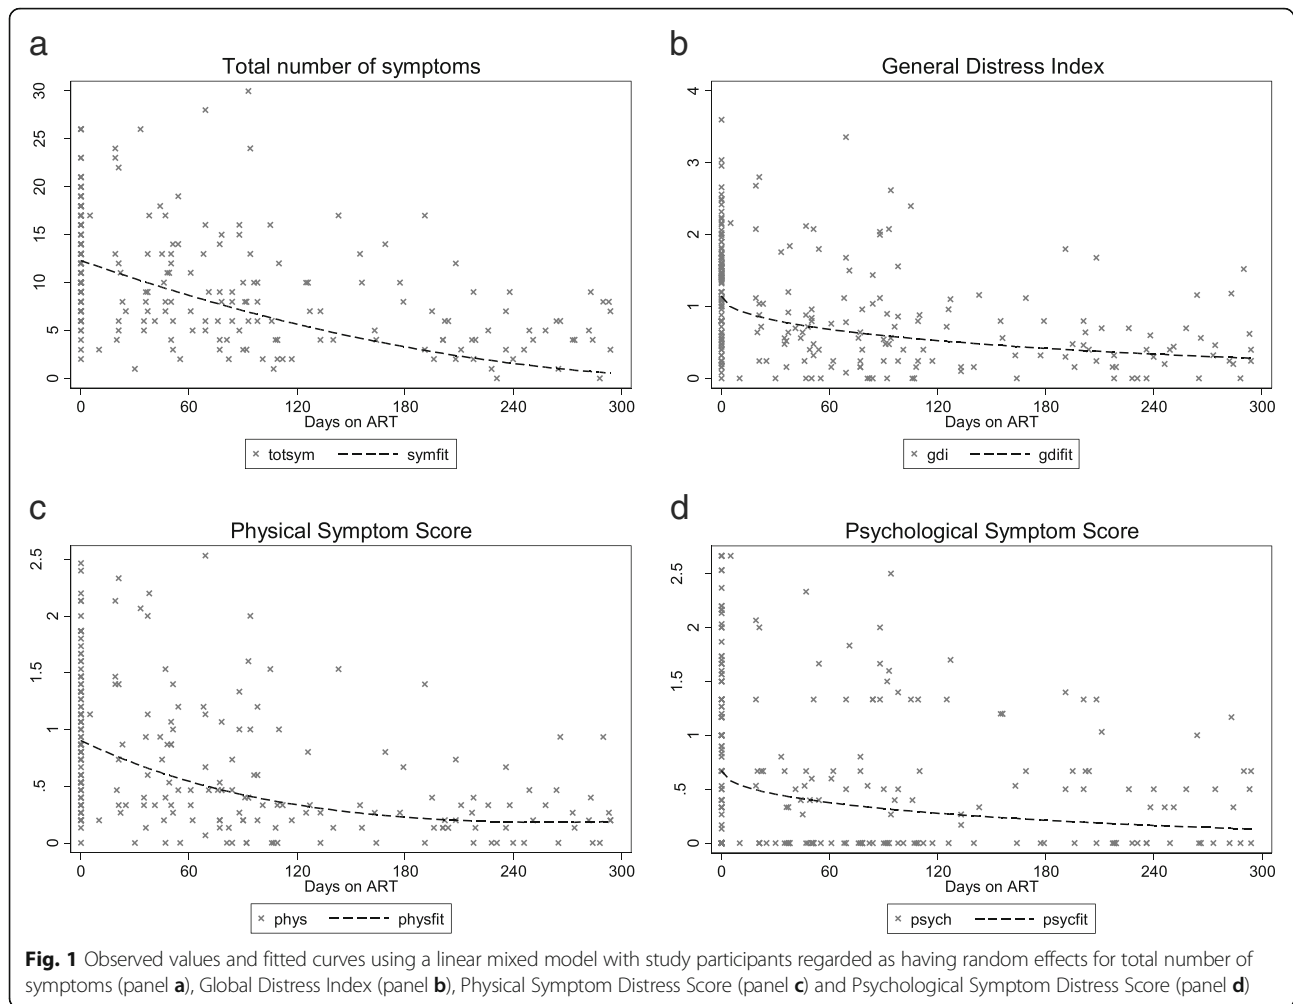 a
Total number of symptoms
30
25
20
15
10
5
0
0 60 120 180 240 300
Days on ART
totsym symfit
b
General Distress Index
4
3
2
1
0
0 60 120 180 240 300
Days on ART
gdi gdifit
c
Physical Symptom Score
2.5
2
1.5
1
.5
0
0 60 120 180 240 300
Days on ART
phys physfit
d
Psychological Symptom Score
2.5
2
1.5
1
.5
0
0 60 120 180 240 300
Days on ART
psych psycfit
Fig. 1 Observed values and fitted curves using a linear mixed model with study participants regarded as having random effects for total number of
symptoms (panel a), Global Distress Index (panel b), Physical Symptom Distress Score (panel c) and Psychological Symptom Distress Score (panel d)